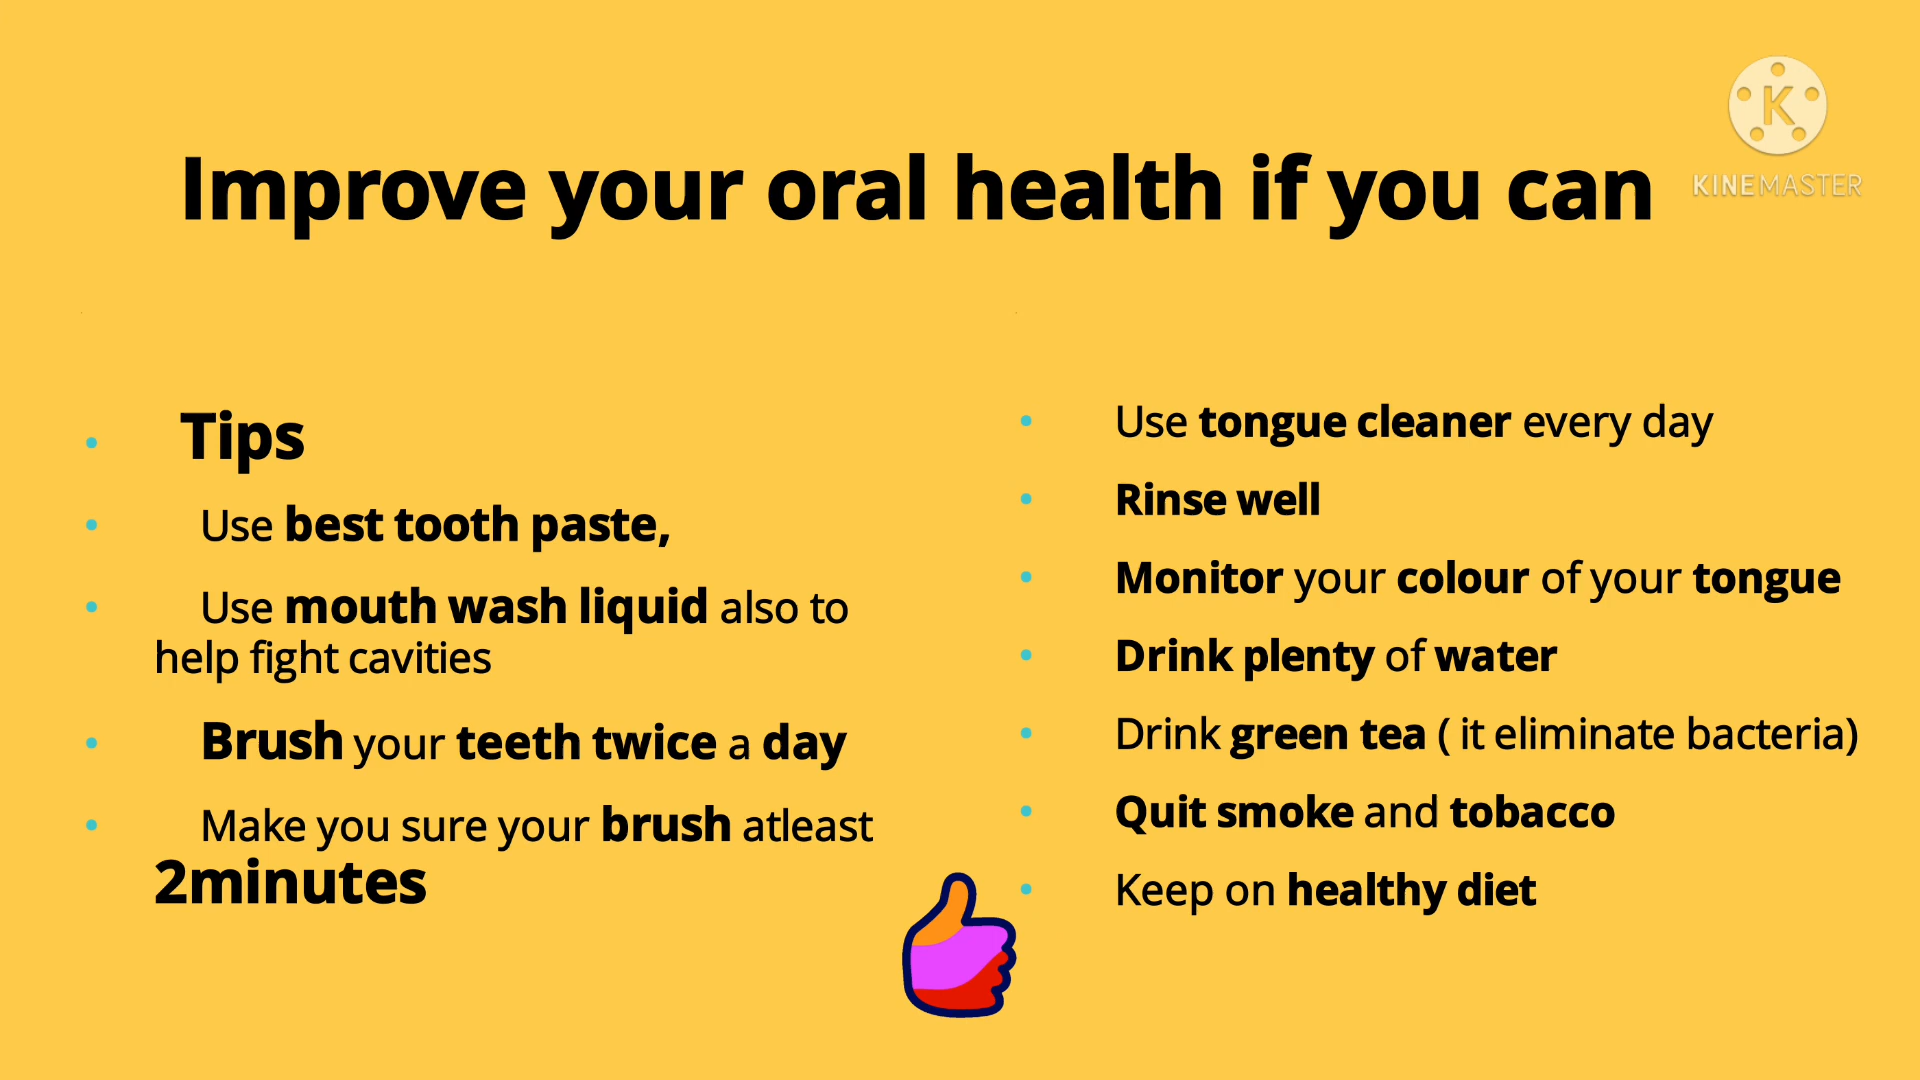 Improve your oral health if you can
K
KINEMASTER
• Tips
• Use best tooth paste,
• Use mouth wash liquid also to
help fight cavities
• Brush your teeth twice a day
• Make you sure your brush atleast
2minutes
• Use tongue cleaner every day
• Rinse well
• Monitor your colour of your tongue
• Drink plenty of water
• Drink green tea ( it eliminate bacteria)
• Quit smoke and tobacco
• Keep on healthy diet